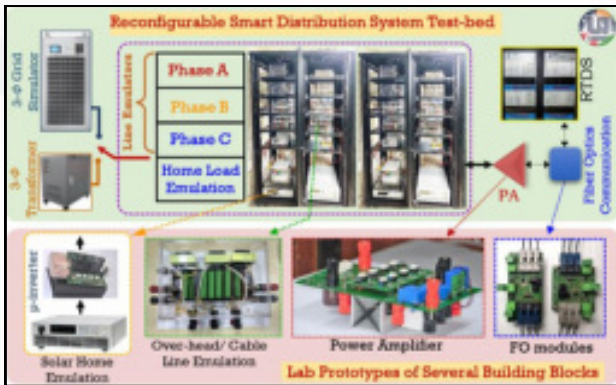 Reconfigurable Smart Distribution System Test-bed
3-Φ Grid
Simulator
3-Φ
Transformer
Line Emulators
Phase A
Phase B
Phase C
Home Load
Emulation
RTDS
PA
Fiber Optics
Communication
μ-inverter
Solar Home
Emulation
Over-head/ Cable
Line Emulation
Power Amplifier
FO modules
Lab Prototypes of Several Building Blocks